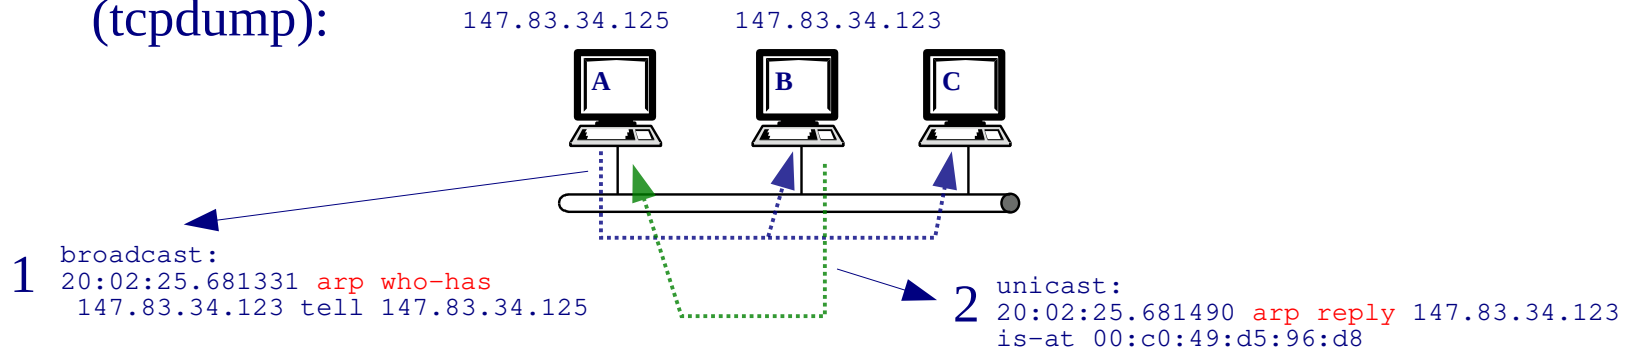 (tcpdump):
147.83.34.125 147.83.34.123
A B C
1 broadcast:
20:02:25.681331 arp who-has
147.83.34.123 tell 147.83.34.125
2 unicast:
20:02:25.681490 arp reply 147.83.34.123
is-at 00:c0:49:d5:96:d8